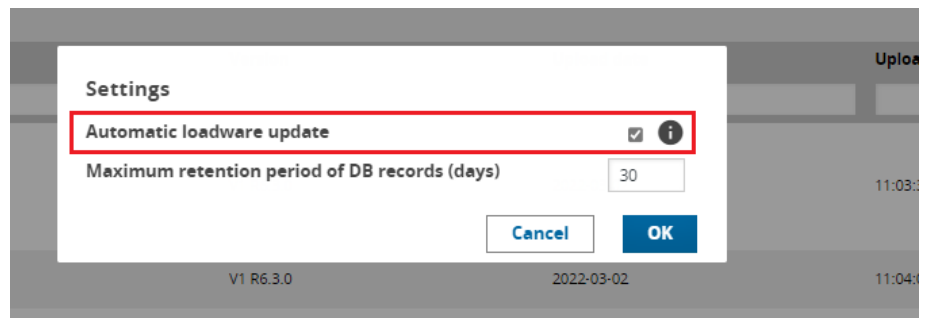 Uploa
Settings
Automatic loadware update
Maximum retention period of DB records (days) 30
11:03:
Cancel OK
V1 R6.3.0 2022-03-02 11:04:0